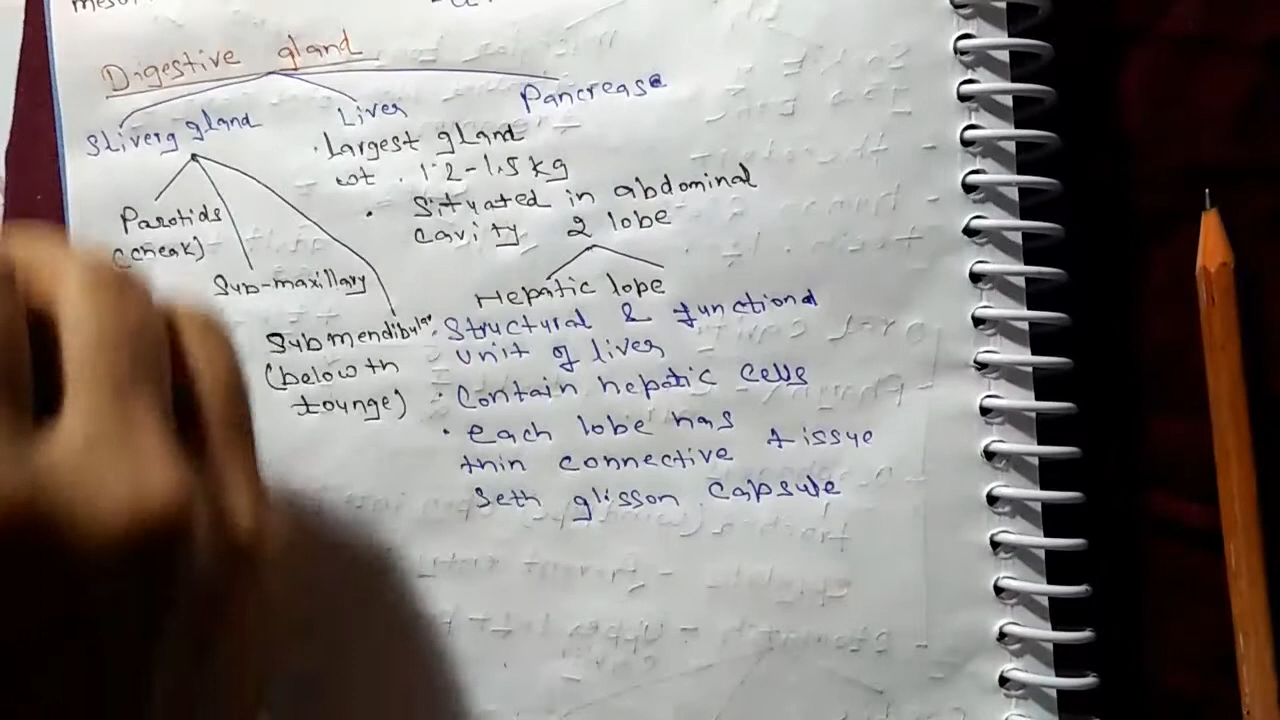 Digestive gland
Sliverg gland
Liver
Pancrease
Parotids
(cheak)
Sub-maxillary
Submendibular
(below th
tounge)
. Largest gland
wt. 1.2-1.5 kg
. Situated in abdominal
cavity 2 lobe
Hepatic lobe
. Structural & functional
unit of liver
. Contain hepatic cells
. each lobe has
thin connective tissue
Seth glisson capsule